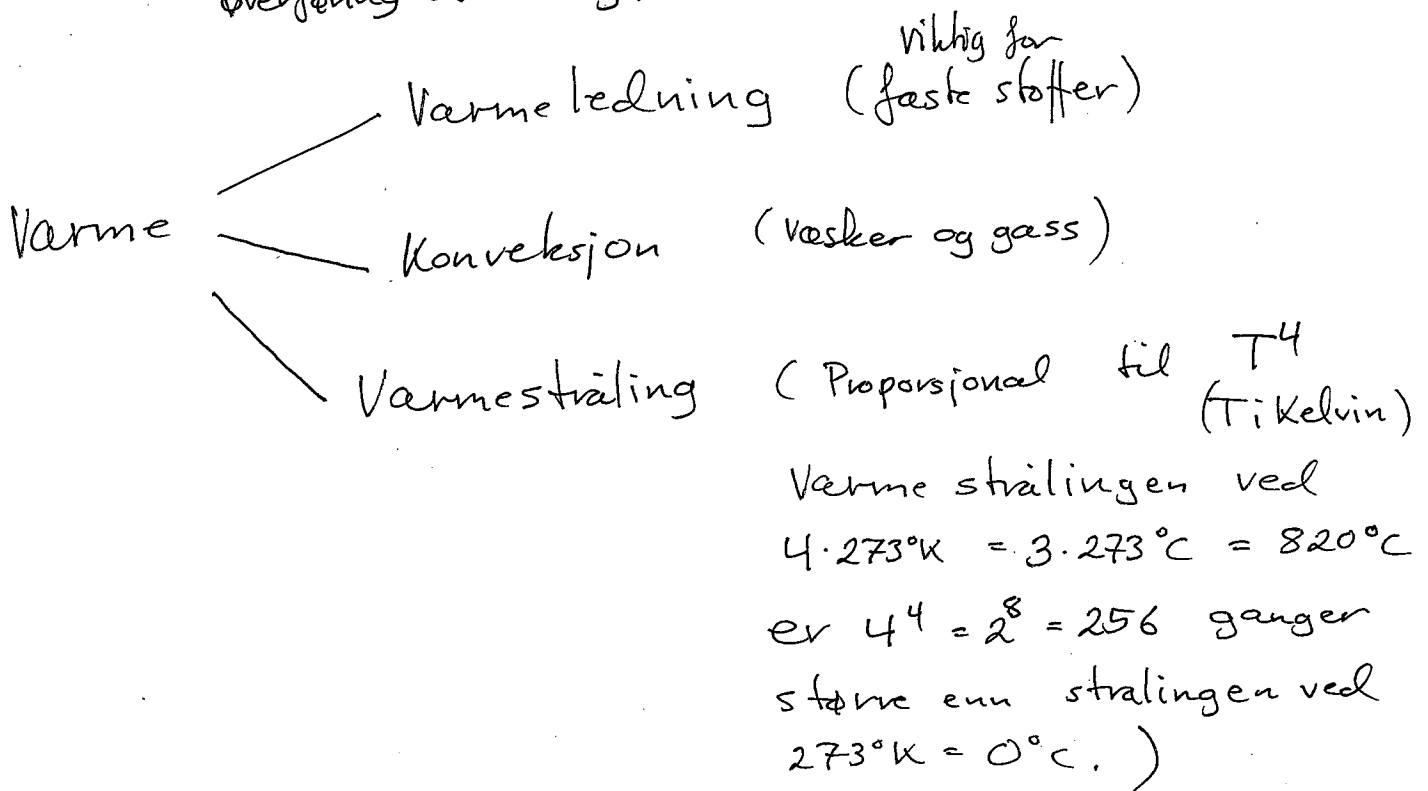 viktig for
Varmeledning (faste stoffer)
Varme
Konveksjon (væsker og gass)
Varmestråling (Proporsjonal til T⁴
(T i Kelvin)
Varme strålingen ved
4·273°K = 3·273°C = 820°C
er 4⁴ = 2⁸ = 256 ganger
større enn strålingen ved
273°K = 0°C. )